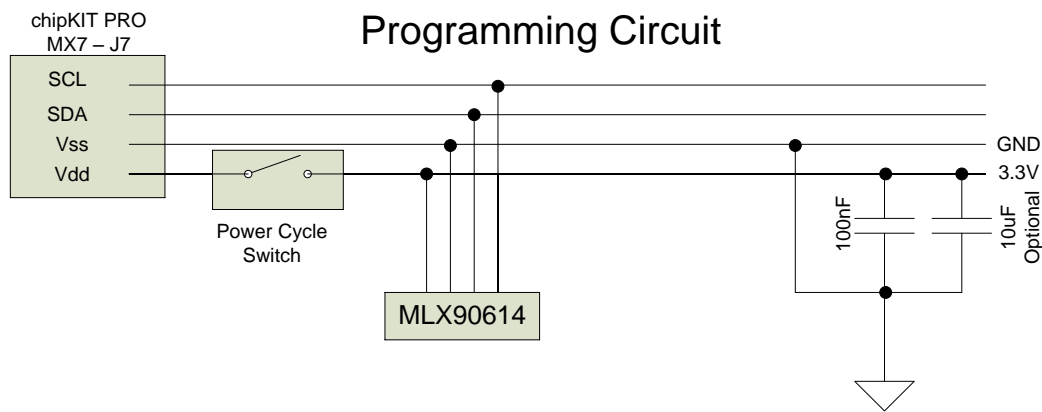 chipKIT PRO
MX7 – J7
Programming Circuit
SCL
SDA
Vss
Vdd
GND
3.3V
Power Cycle
Switch
100nF
10uF
Optional
MLX90614